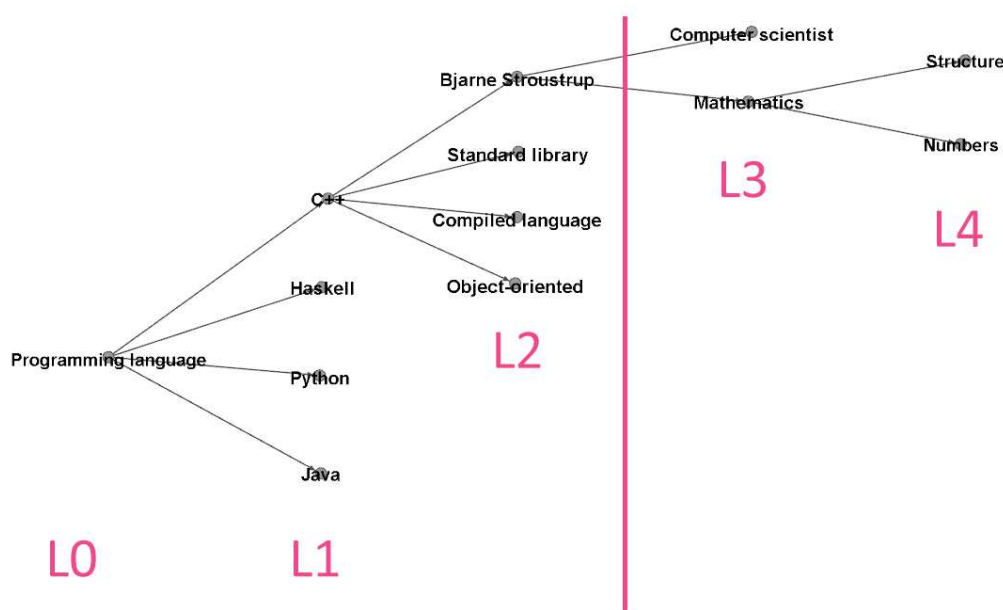 Computer scientist
Structure
Bjarne Stroustrup
Mathematics
Numbers
Standard library
L3
C++
Compiled language
L4
Haskell
Object-oriented
L2
Programming language
Python
Java
L0
L1